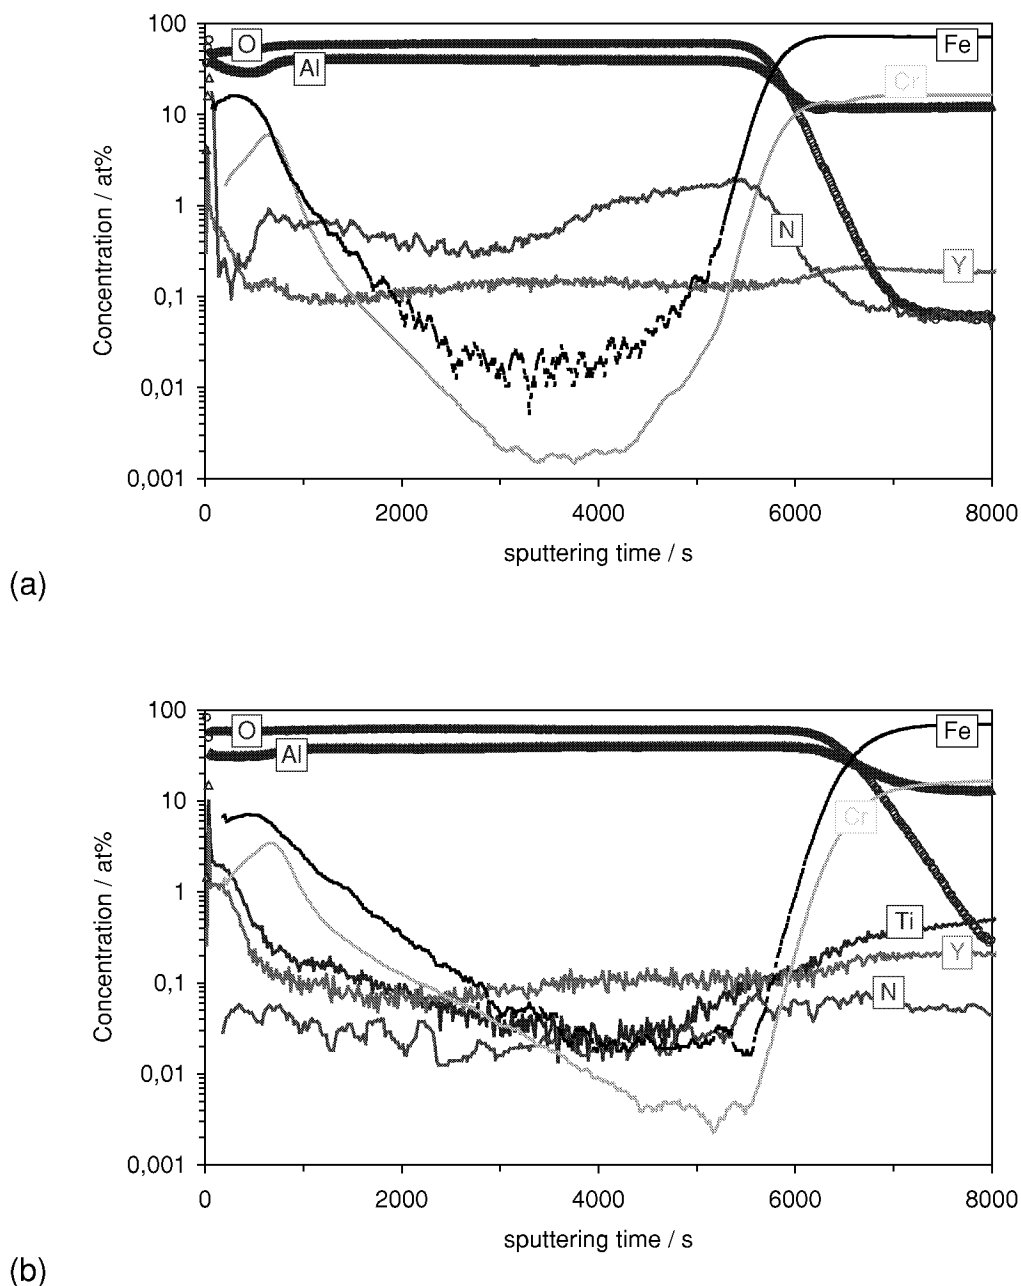 100
O
Fe
Al
Cr
10
1
N
Y
0,1
0,01
0,001
Concentration / at%
0 2000 4000 6000 8000
sputtering time / s
(a)
100
O
Fe
Al
10
Cr
1
Ti
Y
0,1
N
0,01
0,001
Concentration / at%
0 2000 4000 6000 8000
sputtering time / s
(b)